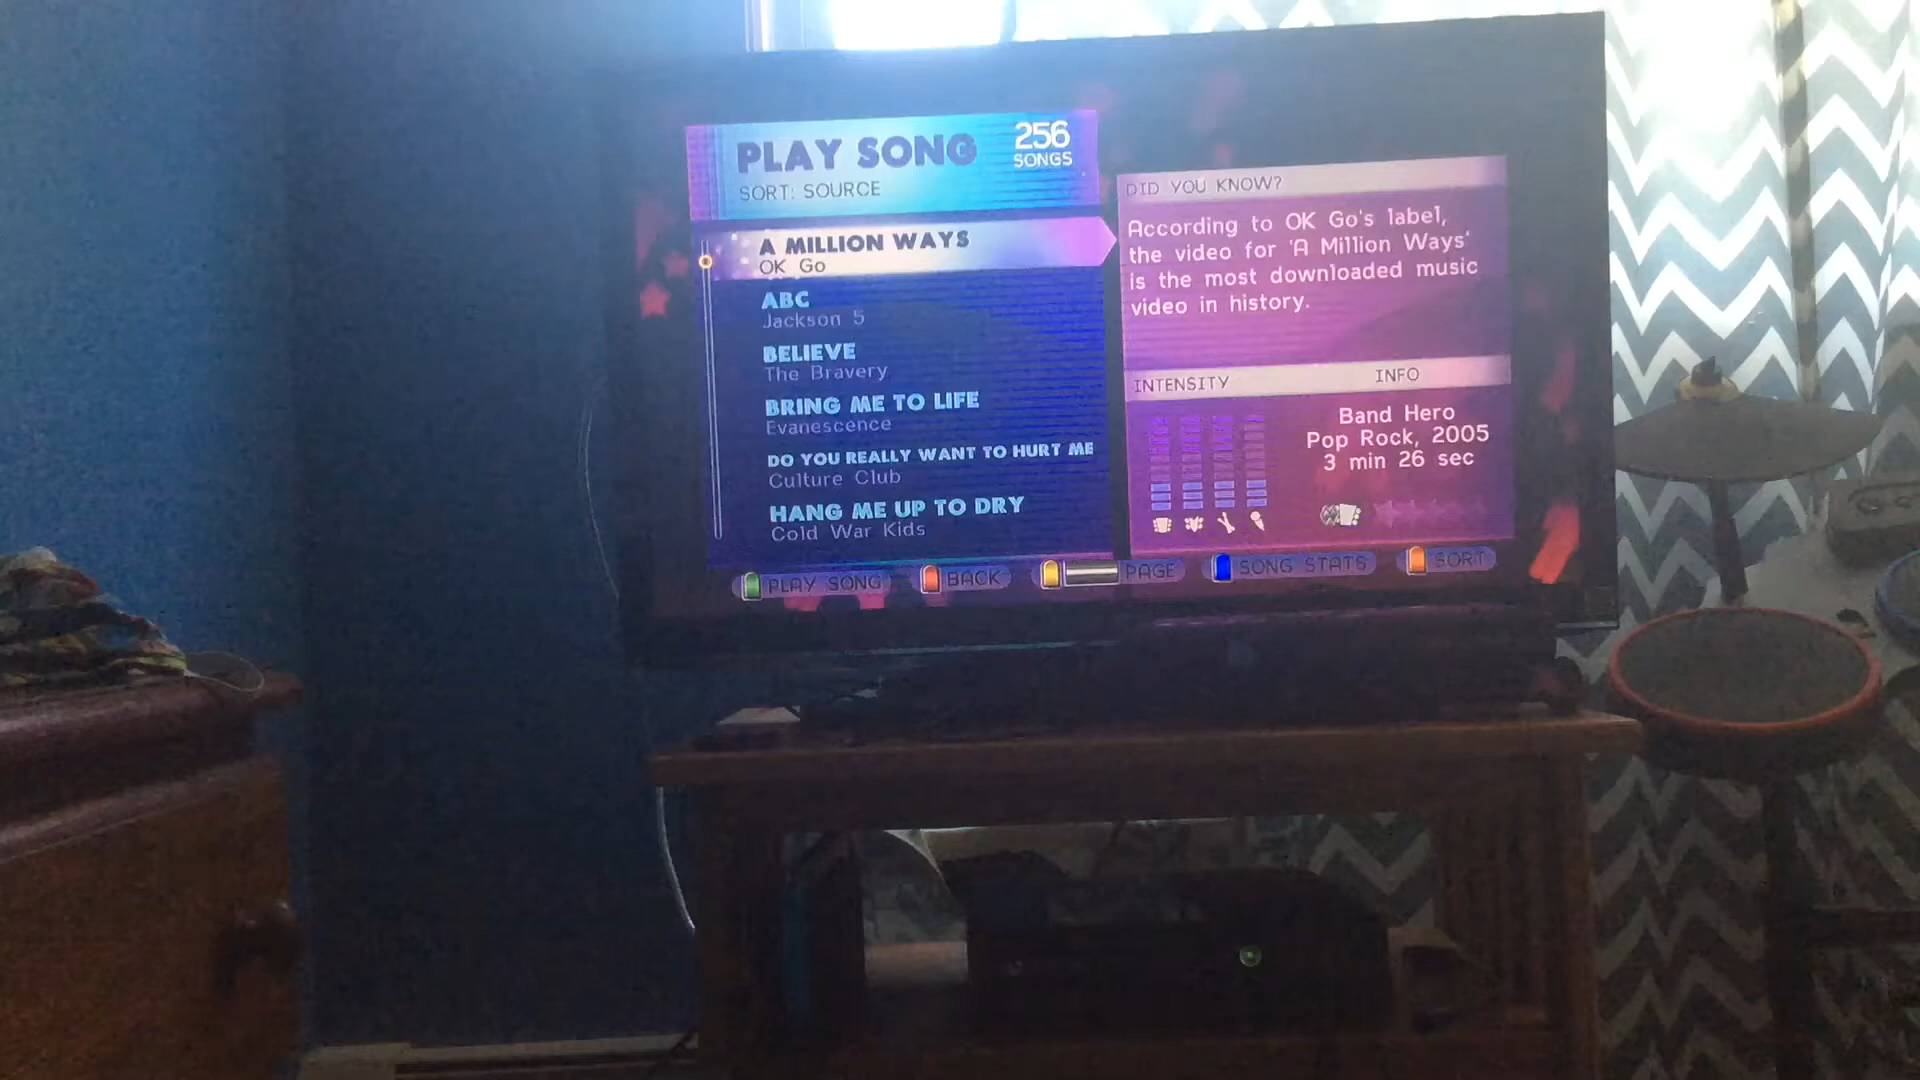 PLAY SONG
256
SONGS
SORT: SOURCE
A MILLION WAYS
OK Go
ABC
Jackson 5
BELIEVE
The Bravery
BRING ME TO LIFE
Evanescence
DO YOU REALLY WANT TO HURT ME
Culture Club
HANG ME UP TO DRY
Cold War Kids
DID YOU KNOW?
According to OK Go's label,
the video for 'A Million Ways'
is the most downloaded music
video in history.
INTENSITY
INFO
Band Hero
Pop Rock, 2005
3 min 26 sec
PLAY SONG
BACK
PAGE
SONG STATS
SORT